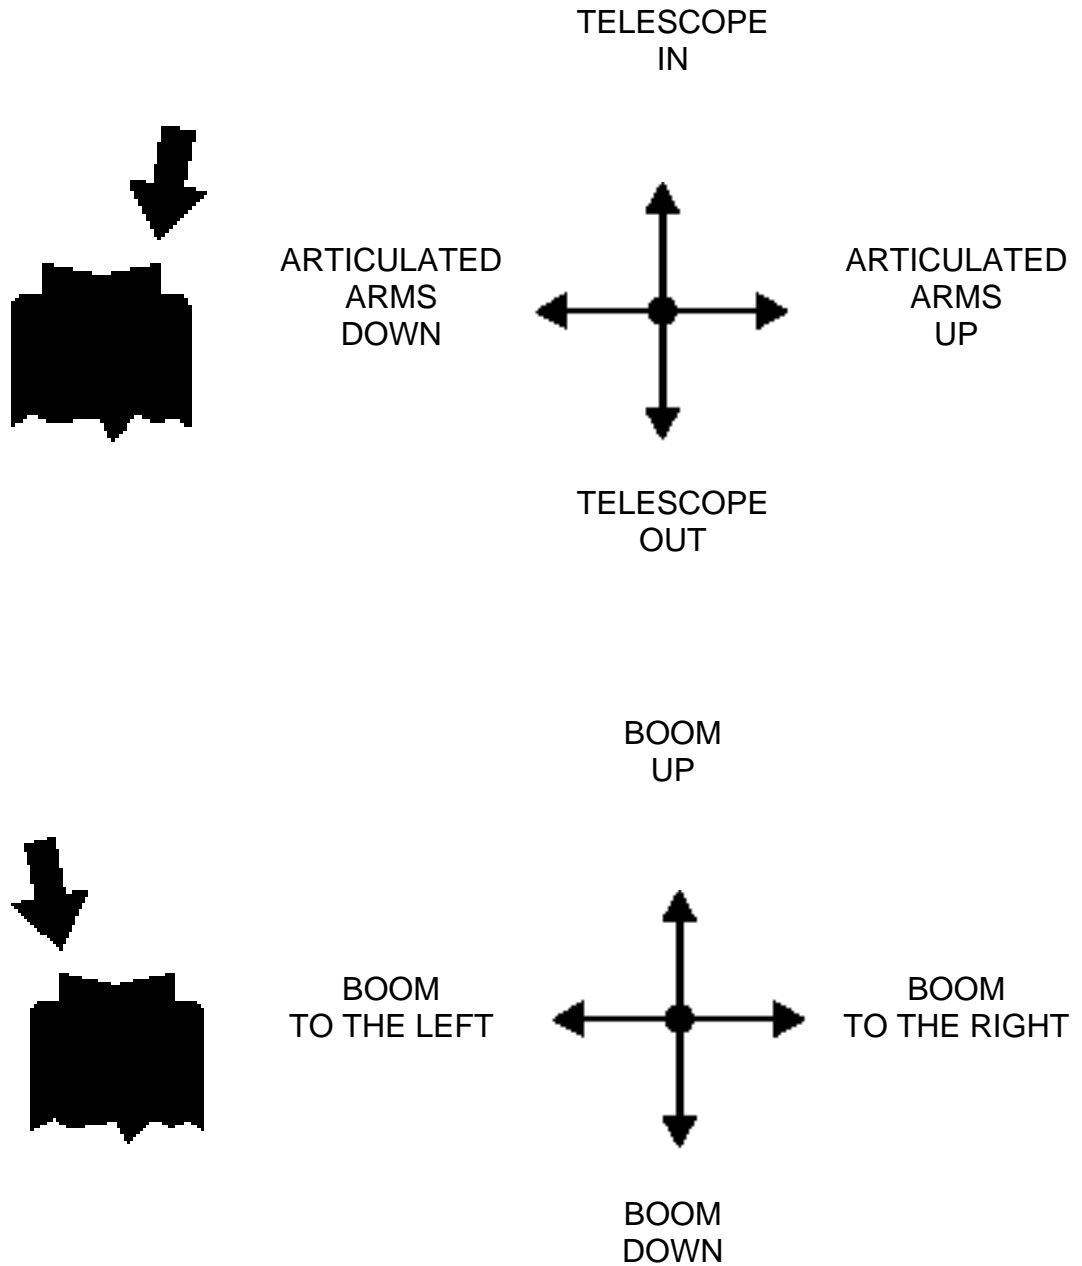 TELESCOPE
IN
ARTICULATED
ARMS
DOWN
ARTICULATED
ARMS
UP
TELESCOPE
OUT
BOOM
UP
BOOM
TO THE LEFT
BOOM
TO THE RIGHT
BOOM
DOWN